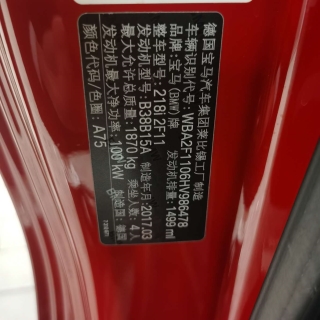 德国宝马汽车集团莱比锡工厂制造
车辆识别代号: WBA2F1106HV986478
品牌: 宝马(BMW)牌 发动机排量: 1499 ml
整车型号: 218i 2F11
发动机型号: B38B15A 制造年月: 2017.03
最大允许总质量: 1870 kg 乘坐人数: 4人
发动机最大净功率: 100 kW 制造国: 德国
颜色代码/色圈: A75